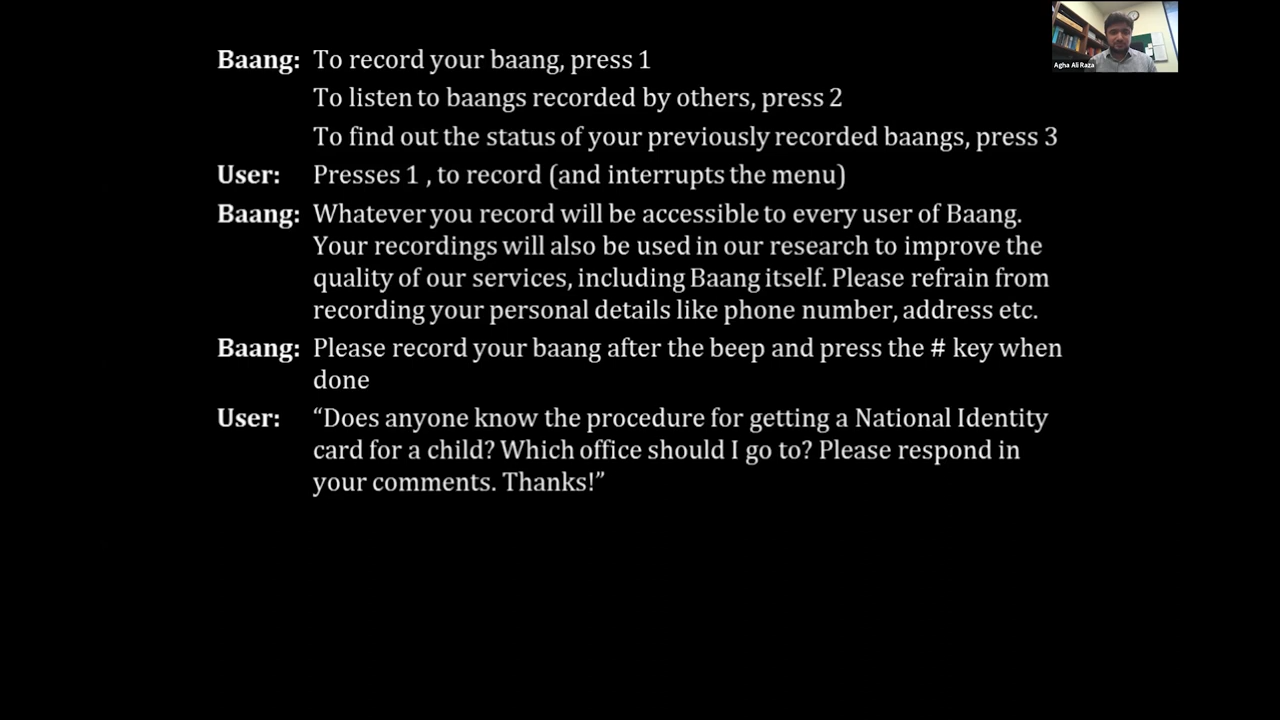 Baang: To record your baang, press 1
To listen to baangs recorded by others, press 2
To find out the status of your previously recorded baangs, press 3
User: Presses 1 , to record (and interrupts the menu)
Baang: Whatever you record will be accessible to every user of Baang.
Your recordings will also be used in our research to improve the
quality of our services, including Baang itself. Please refrain from
recording your personal details like phone number, address etc.
Baang: Please record your baang after the beep and press the # key when
done
User: “Does anyone know the procedure for getting a National Identity
card for a child? Which office should I go to? Please respond in
your comments. Thanks!”
Agha Ali Raza